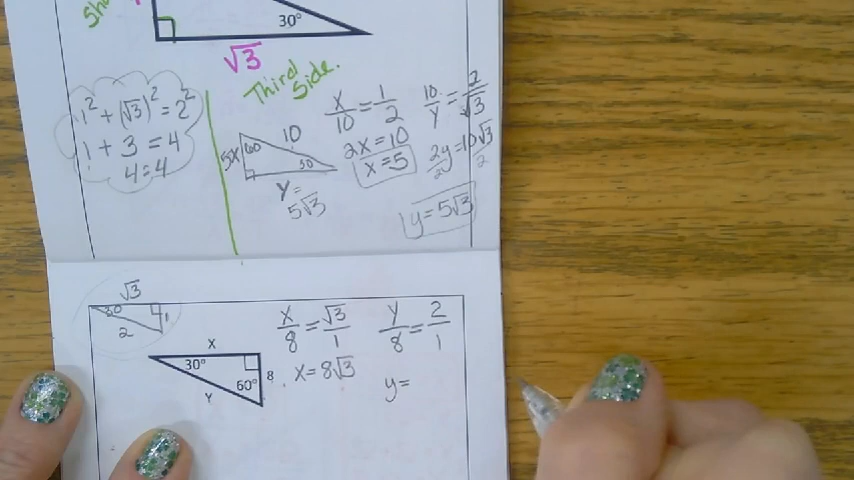 30°
√3
Third
Side.
1² + (√3)² = 2²
1 + 3 = 4
4 = 4
60
10
5 X
30
Y =
5√3
X/10 = 1/2
2x = 10
x = 5
10/Y = 2/√3
2y/2 = 10√3/2
y = 5√3
√3
30
1
2
X
30°
60°
8
Y
X/8 = √3/1
x = 8√3
Y/8 = 2/1
y =